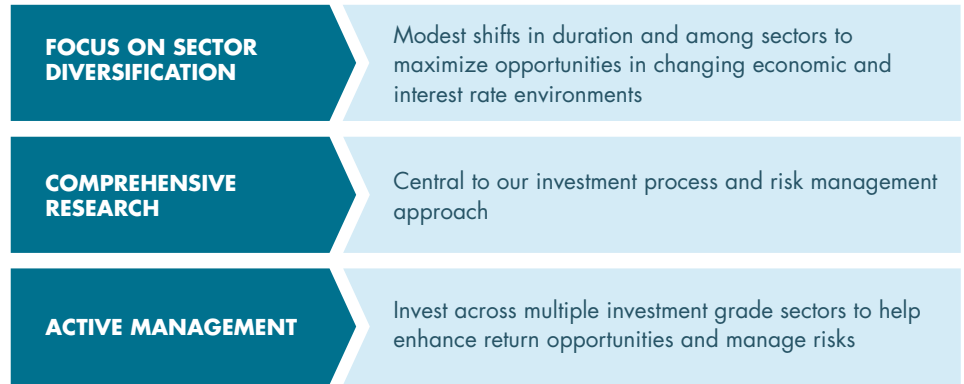 FOCUS ON SECTOR
DIVERSIFICATION
Modest shifts in duration and among sectors to
maximize opportunities in changing economic and
interest rate environments
COMPREHENSIVE
RESEARCH
Central to our investment process and risk management
approach
ACTIVE MANAGEMENT
Invest across multiple investment grade sectors to help
enhance return opportunities and manage risks